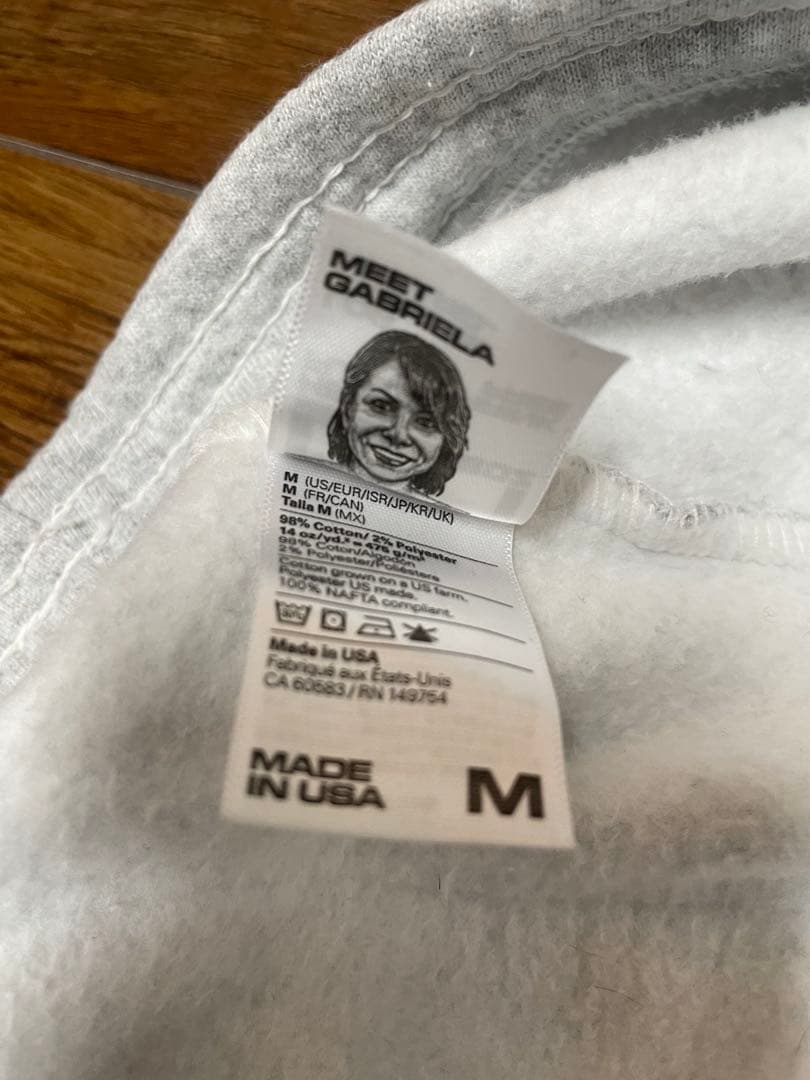 MEET
GABRIELA
M (US/EUR/ISR/JP/KR/UK)
M (FR/CAN)
Talla M (MX)
98% Cotton/ 2% Polyester
14 oz/yd.² = 475 g/m²
98% Coton/Algodón
2% Polyester/Poliéstere
Cotton grown on a US farm.
Polyester US made.
100% NAFTA compliant.
Made in USA
Fabriqué aux États-Unis
CA 60683 / RN 149754
MADE
IN USA
M